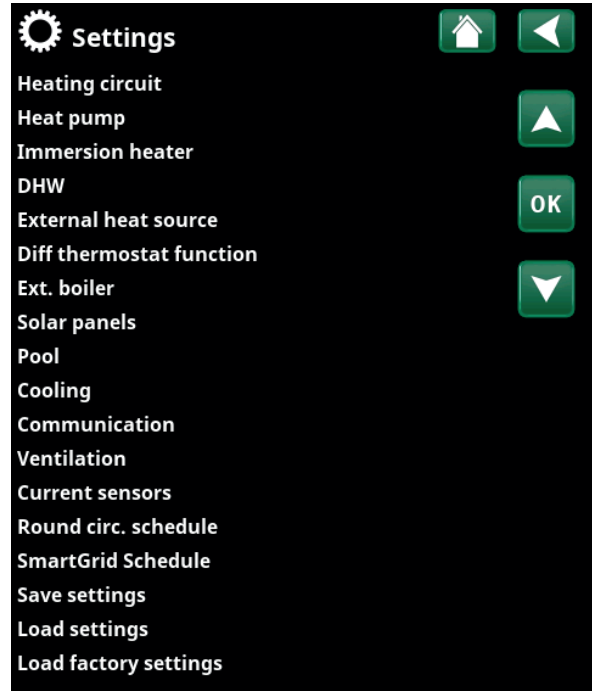 Settings
Heating circuit
Heat pump
Immersion heater
DHW
External heat source
OK
Diff thermostat function
Ext. boiler
Solar panels
Pool
Cooling
Communication
Ventilation
Current sensors
Round circ. schedule
SmartGrid Schedule
Save settings
Load settings
Load factory settings